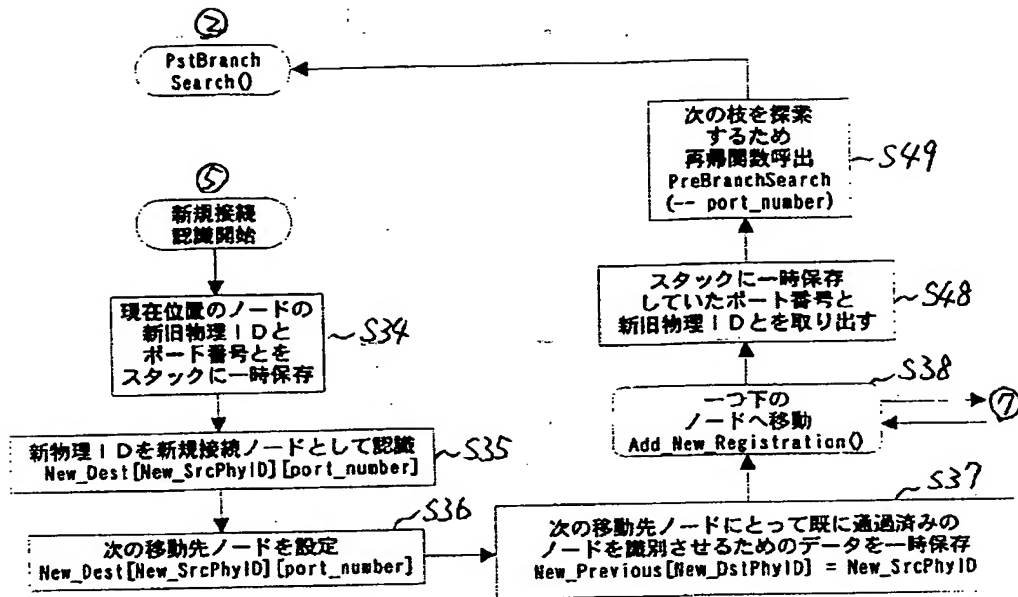 ②
PstBranch
Search()
次の枝を探索
するため
再帰関数呼出
PreBranchSearch
(-- port_number)
S49
⑤
新規接続
認識開始
現在位置のノードの
新旧物理IDと
ポート番号とを
スタックに一時保存
S34
スタックに一時保存
していたポート番号と
新旧物理IDとを取り出す
S48
新物理IDを新規接続ノードとして認識
New_Dest[New_SrcPhyID][port_number]
S35
一つ下の
ノードへ移動
Add_New_Registration()
S38
⑦
次の移動先ノードを設定
New_Dest[New_SrcPhyID][port_number]
S36
次の移動先ノードにとって既に通過済みの
ノードを識別させるためのデータを一時保存
New_Previous[New_DstPhyID] = New_SrcPhyID
S37